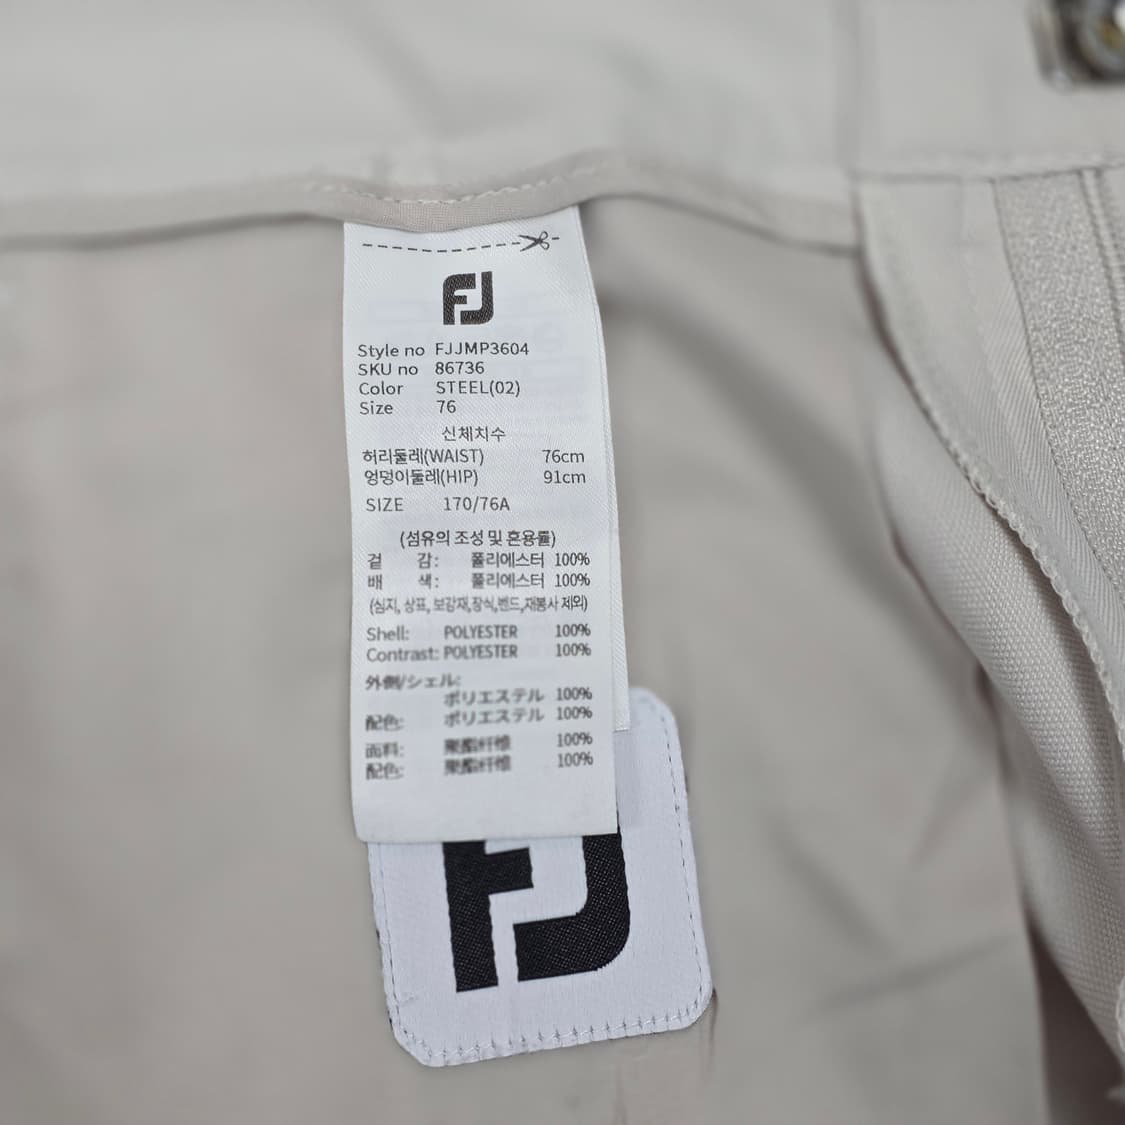 FJ
Style no FJJMP3604
SKU no 86736
Color STEEL(02)
Size 76
신체치수
허리둘레(WAIST) 76cm
엉덩이둘레(HIP) 91cm
SIZE 170/76A
(섬유의 조성 및 혼용률)
겉 감: 폴리에스터 100%
배 색: 폴리에스터 100%
(심지, 상표, 보강재,장식,밴드,재봉사 제외)
Shell: POLYESTER 100%
Contrast: POLYESTER 100%
外側/シェル:
ポリエステル 100%
配色: ポリエステル 100%
面料: 聚酯纤维 100%
配色: 聚酯纤维 100%
FJ